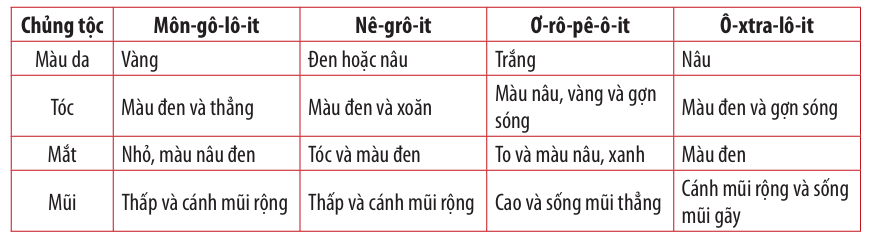 Chủng tộc Môn-gô-lô-it Nê-grô-it Ơ-rô-pê-ô-it Ô-xtra-lô-it
Màu da Vàng Đen hoặc nâu Trắng Nâu
Tóc Màu đen và thẳng Màu đen và xoăn Màu nâu, vàng và gợn
sóng Màu đen và gợn sóng
Mắt Nhỏ, màu nâu đen Tóc và màu đen To và màu nâu, xanh Màu đen
Mũi Thấp và cánh mũi rộng Thấp và cánh mũi rộng Cao và sống mũi thẳng Cánh mũi rộng và sống
mũi gãy